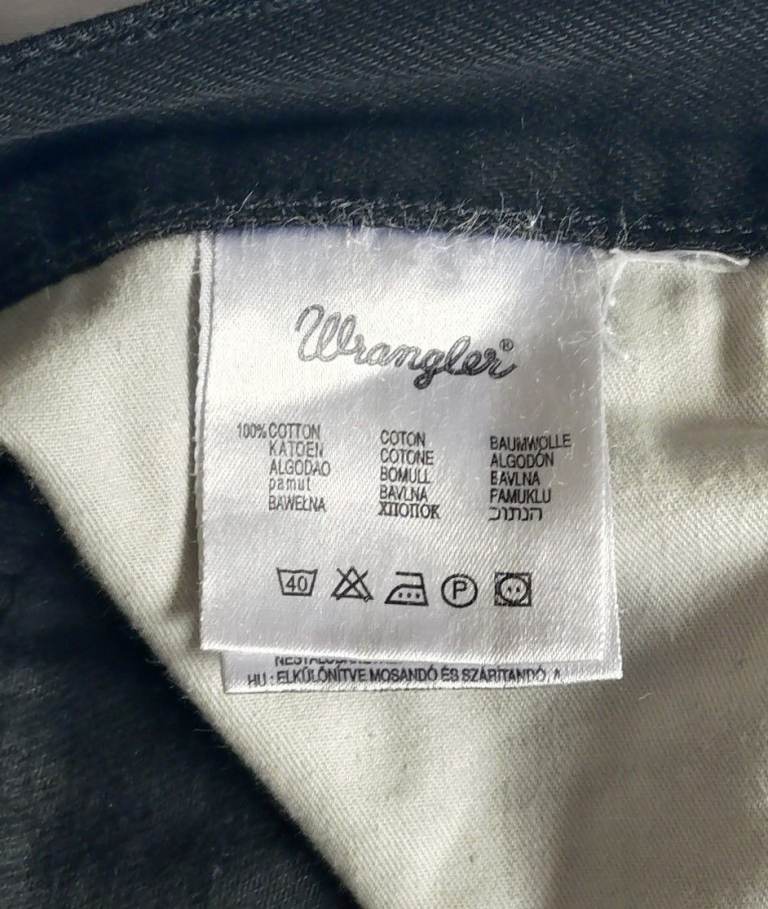 Wrangler®
100% COTTON COTON BAUMWOLLE
KATOEN COTONE ALGODÓN
ALGODAO BOMULL BAVLNA
pamut BAVLNA PAMUKLU
BAWEŁNA ХПОПОК הנתוכ
40 P
HU : ELKÜLÖNÍTVE MOSANDÓ ÉS SZÁRÍTANDÓ, A